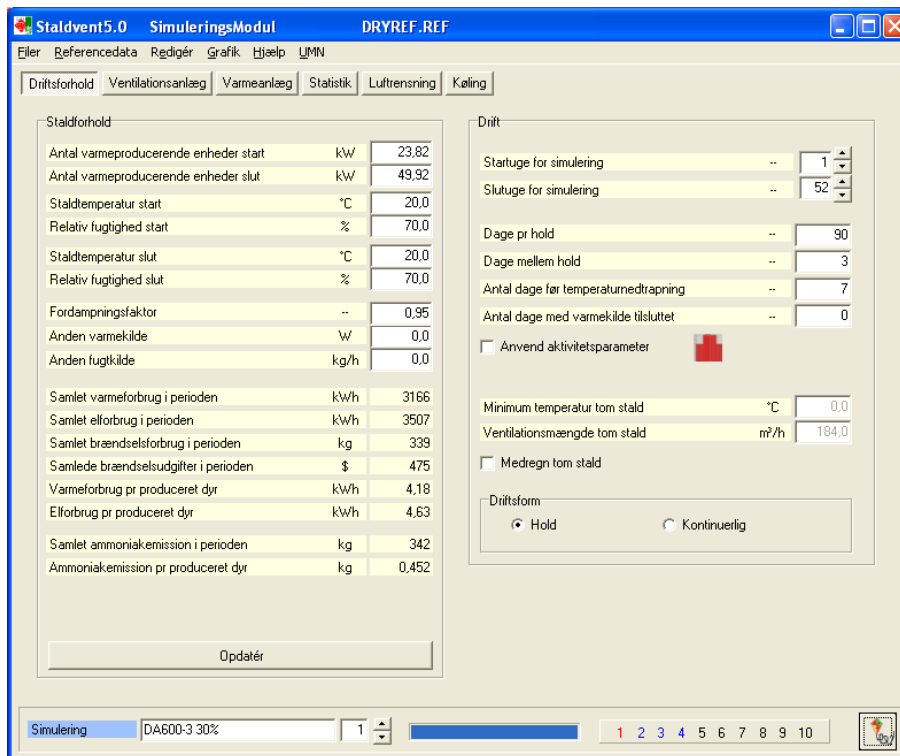 Staldvent5.0 SimuleringsModul DRYREF.REF
Filer Referencedata Redigér Grafik Hjælp UMN
Driftsforhold Ventilationsanlæg Varmeanlæg Statistik Luftrensning Køling
Staldforhold
Antal varmeproducerende enheder start kW 23,82
Antal varmeproducerende enheder slut kW 49,92
Staldtemperatur start °C 20,0
Relativ fugtighed start % 70,0
Staldtemperatur slut °C 20,0
Relativ fugtighed slut % 70,0
Fordampningsfaktor -- 0,95
Anden varmekilde W 0,0
Anden fugtkilde kg/h 0,0
Samlet varmeforbrug i perioden kWh 3166
Samlet elforbrug i perioden kWh 3507
Samlet brændselsforbrug i perioden kg 339
Samlede brændselsudgifter i perioden $ 475
Varmeforbrug pr produceret dyr kWh 4,18
Elforbrug pr produceret dyr kWh 4,63
Samlet ammoniakemission i perioden kg 342
Ammoniakemission pr produceret dyr kg 0,452
Opdatér
Drift
Startuge for simulering -- 1
Slutuge for simulering -- 52
Dage pr hold -- 90
Dage mellem hold -- 3
Antal dage før temperaturnedtrapning -- 7
Antal dage med varmekilde tilsluttet -- 0
Anvend aktivitetsparameter
Minimum temperatur tom stald °C 0,0
Ventilationsmængde tom stald m³/h 184,0
Medregn tom stald
Driftsform
Hold Kontinuerlig
Simulering DA600-3 30% 1 1 2 3 4 5 6 7 8 9 10